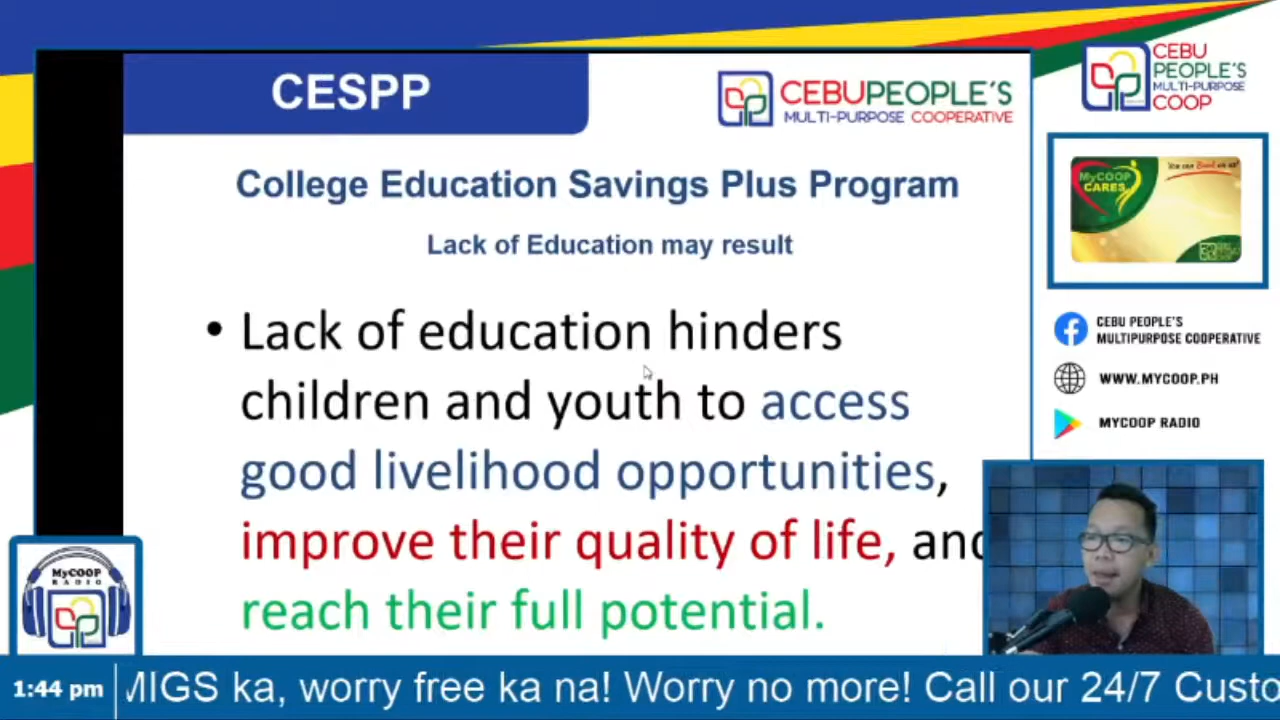 CESPP
CEBUPEOPLE'S
MULTI-PURPOSE COOPERATIVE
College Education Savings Plus Program
Lack of Education may result
• Lack of education hinders
children and youth to access
good livelihood opportunities,
improve their quality of life, and
reach their full potential.
CEBU
PEOPLE'S
MULTI-PURPOSE
COOP
MyCOOP
CARES
CEBU PEOPLE'S
MULTIPURPOSE COOPERATIVE
WWW.MYCOOP.PH
MYCOOP RADIO
MyCOOP
RADIO
1:44 pm
MIGS ka, worry free ka na! Worry no more! Call our 24/7 Custo